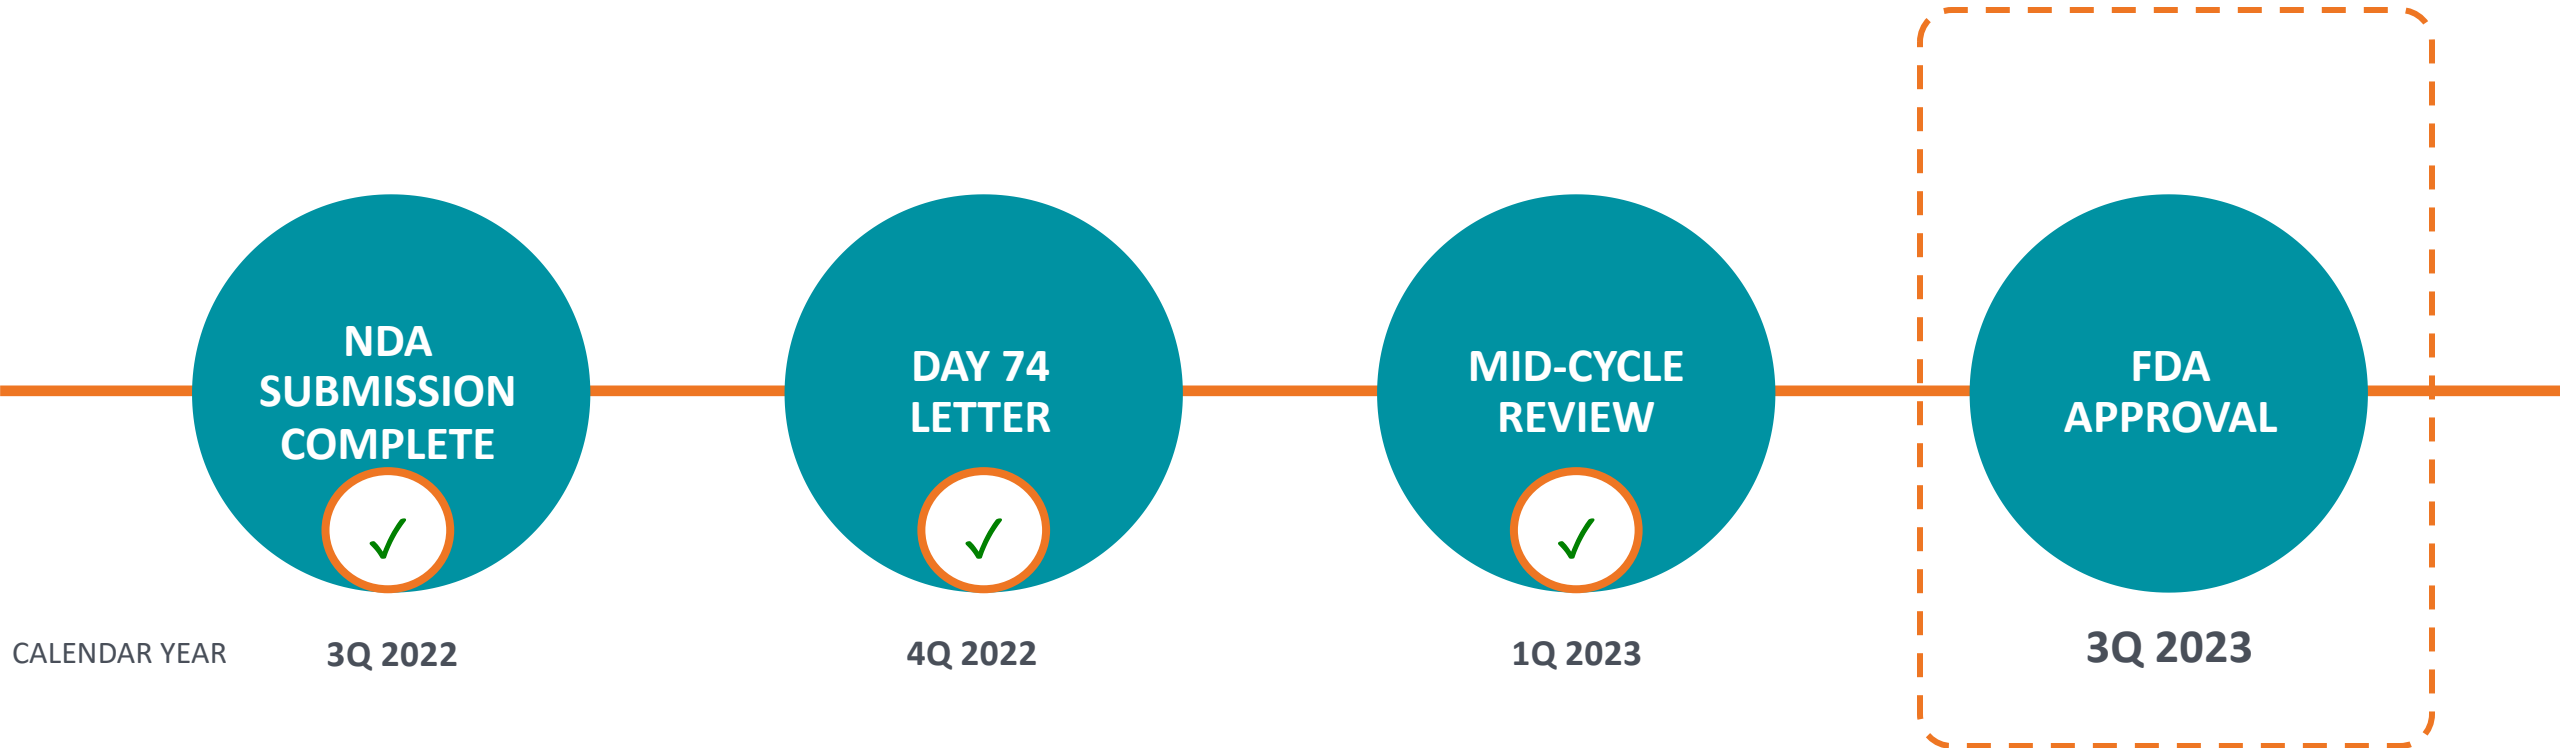 NDA
SUBMISSION
COMPLETE
DAY 74
LETTER
MID-CYCLE
REVIEW
FDA
APPROVAL
✓
✓
✓
CALENDAR YEAR
3Q 2022
4Q 2022
1Q 2023
3Q 2023